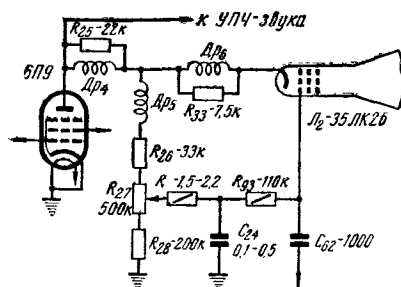 к УПЧ-звука
R25-22к
6П9
Др4
Др6
Др5
R33-7,5к
Л2-35ЛК2б
R26-33к
R27
500к
R -1,5-2,2
R93-110к
R28-200к
C24
0,1-0,5
C62-1000